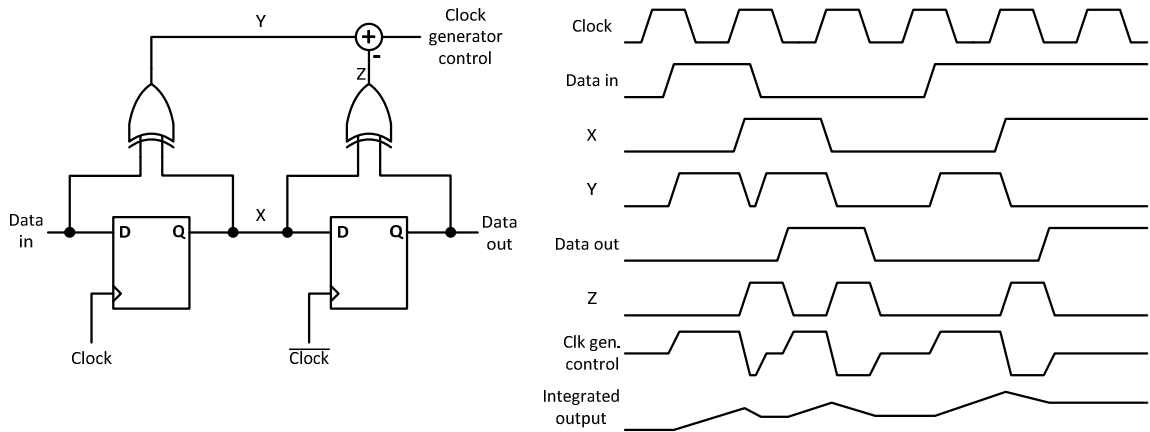 Y
Clock
generator
control
+
-
Z
Data
in
D
Q
X
D
Q
Data
out
Clock
Clock
Clock
Data in
X
Y
Data out
Z
Clk gen.
control
Integrated
output